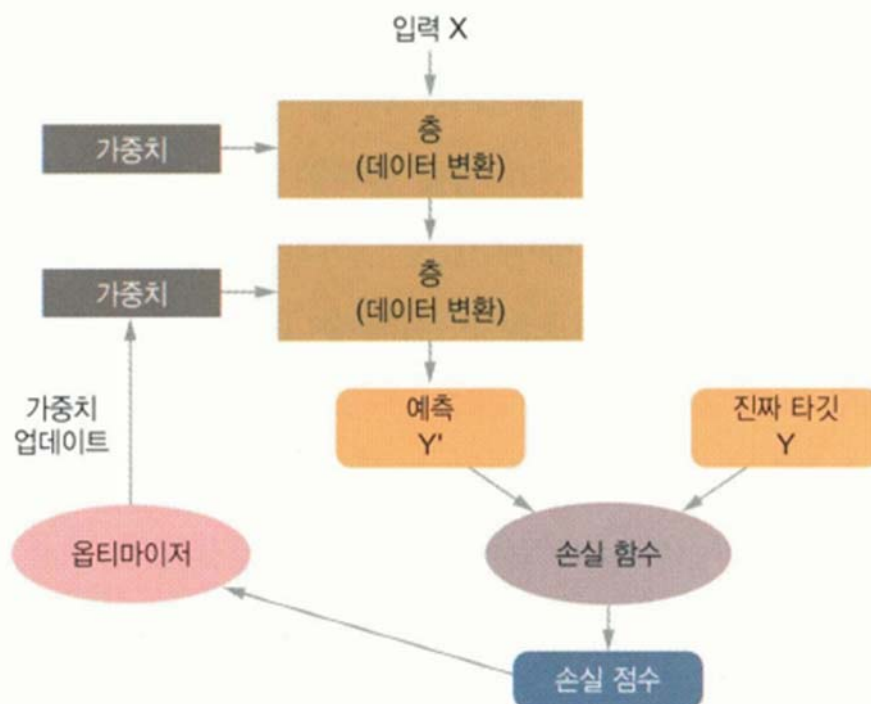 입력 X
가중치
층
(데이터 변환)
가중치
층
(데이터 변환)
가중치
업데이트
예측
Y'
진짜 타깃
Y
옵티마이저
손실 함수
손실 점수